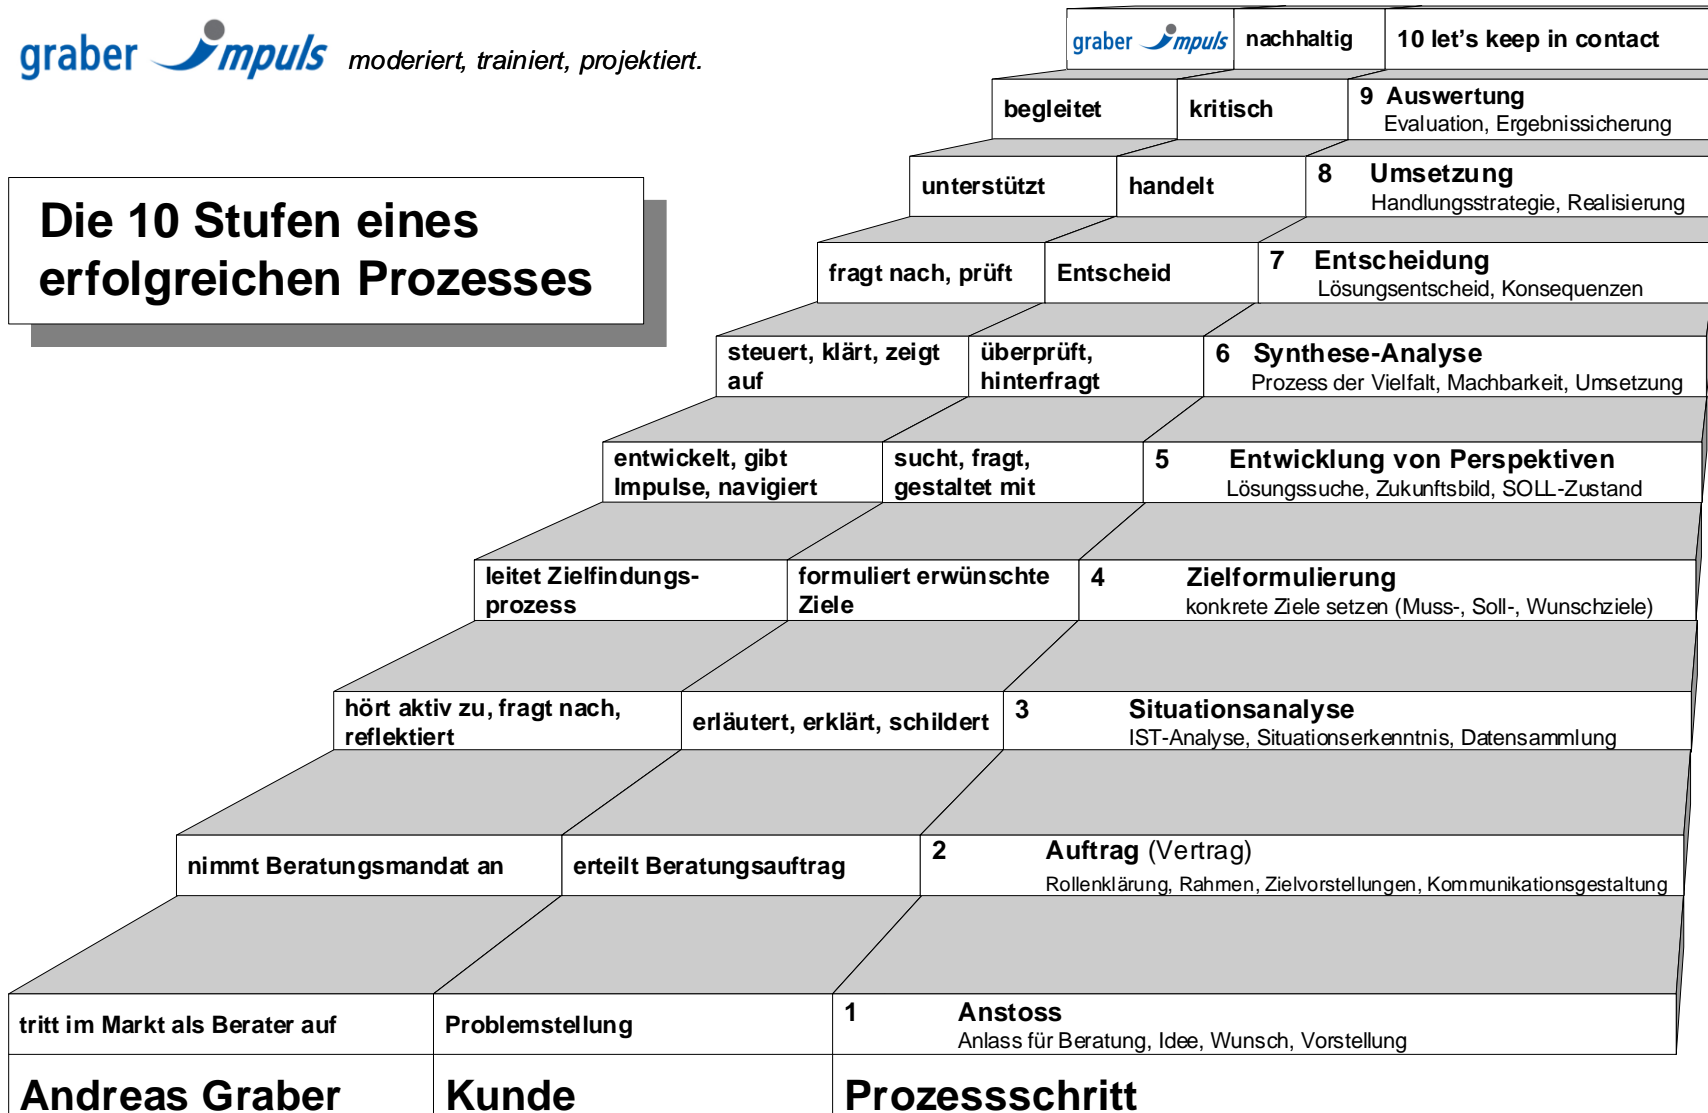 graber impuls moderiert, trainiert, projektiert.
Die 10 Stufen eines
erfolgreichen Prozesses
graber impuls nachhaltig 10 let's keep in contact
begleitet kritisch 9 Auswertung
Evaluation, Ergebnissicherung
unterstützt handelt 8 Umsetzung
Handlungsstrategie, Realisierung
fragt nach, prüft Entscheid 7 Entscheidung
Lösungsentscheid, Konsequenzen
steuert, klärt, zeigt
auf
überprüft,
hinterfragt
6 Synthese-Analyse
Prozess der Vielfalt, Machbarkeit, Umsetzung
entwickelt, gibt
Impulse, navigiert
sucht, fragt,
gestaltet mit
5 Entwicklung von Perspektiven
Lösungssuche, Zukunftsbild, SOLL-Zustand
leitet Zielfindungs-
prozess
formuliert erwünschte
Ziele
4 Zielformulierung
konkrete Ziele setzen (Muss-, Soll-, Wunschziele)
hört aktiv zu, fragt nach,
reflektiert
erläutert, erklärt, schildert
3 Situationsanalyse
IST-Analyse, Situationserkenntnis, Datensammlung
nimmt Beratungsmandat an erteilt Beratungsauftrag 2 Auftrag (Vertrag)
Rollenklärung, Rahmen, Zielvorstellungen, Kommunikationsgestaltung
tritt im Markt als Berater auf Problemstellung 1 Anstoss
Anlass für Beratung, Idee, Wunsch, Vorstellung
Andreas Graber Kunde Prozessschritt